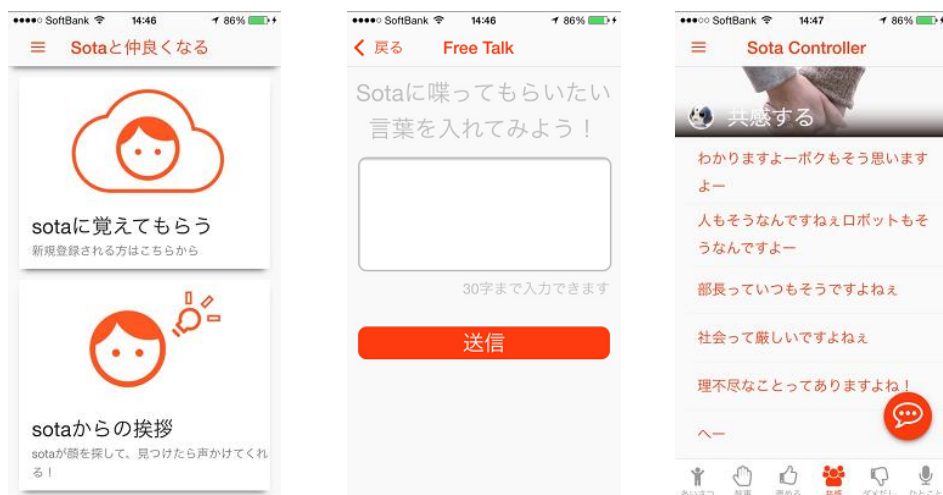 SoftBank 14:46 86%
Sotaと仲良くなる
sotaに覚えてもらう
新規登録される方はこちらから
sotaからの挨拶
sotaが顔を探して、見つけたら声かけてくれ
る！
SoftBank 14:46 86%
戻る Free Talk
Sotaに喋ってもらいたい
言葉を入れてみよう！
30字まで入力できます
送信
SoftBank 14:47 86%
Sota Controller
共感する
わかりますよーボクもそう思います
よー
人もそうなんですねぇロボットもそ
うなんですよー
部長っていつもそうですよねぇ
社会って厳しいですよねぇ
理不尽なことってありますよね！
へー